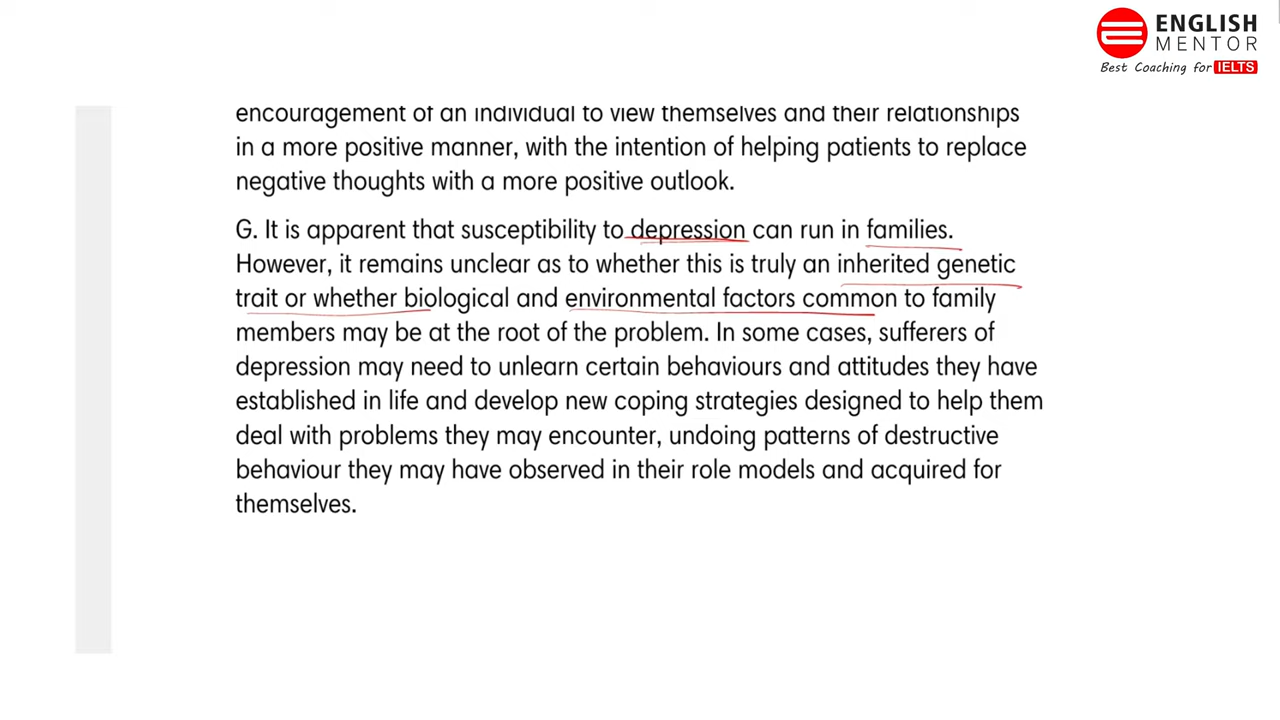 ENGLISH
MENTOR
Best Coaching for IELTS
encouragement of an individual to view themselves and their relationships
in a more positive manner, with the intention of helping patients to replace
negative thoughts with a more positive outlook.
G. It is apparent that susceptibility to depression can run in families.
However, it remains unclear as to whether this is truly an inherited genetic
trait or whether biological and environmental factors common to family
members may be at the root of the problem. In some cases, sufferers of
depression may need to unlearn certain behaviours and attitudes they have
established in life and develop new coping strategies designed to help them
deal with problems they may encounter, undoing patterns of destructive
behaviour they may have observed in their role models and acquired for
themselves.